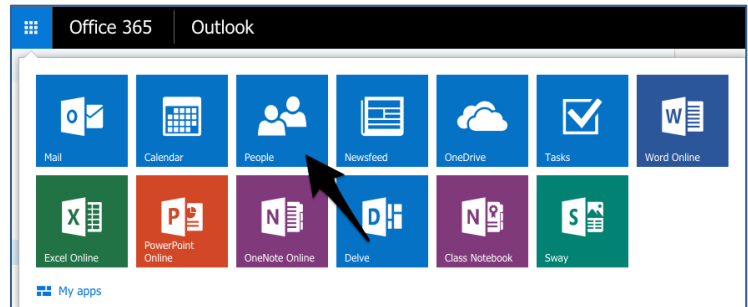 Office 365 Outlook
Mail Calendar People Newsfeed OneDrive Tasks Word Online
Excel Online PowerPoint Online OneNote Online Delve Class Notebook Sway
My apps